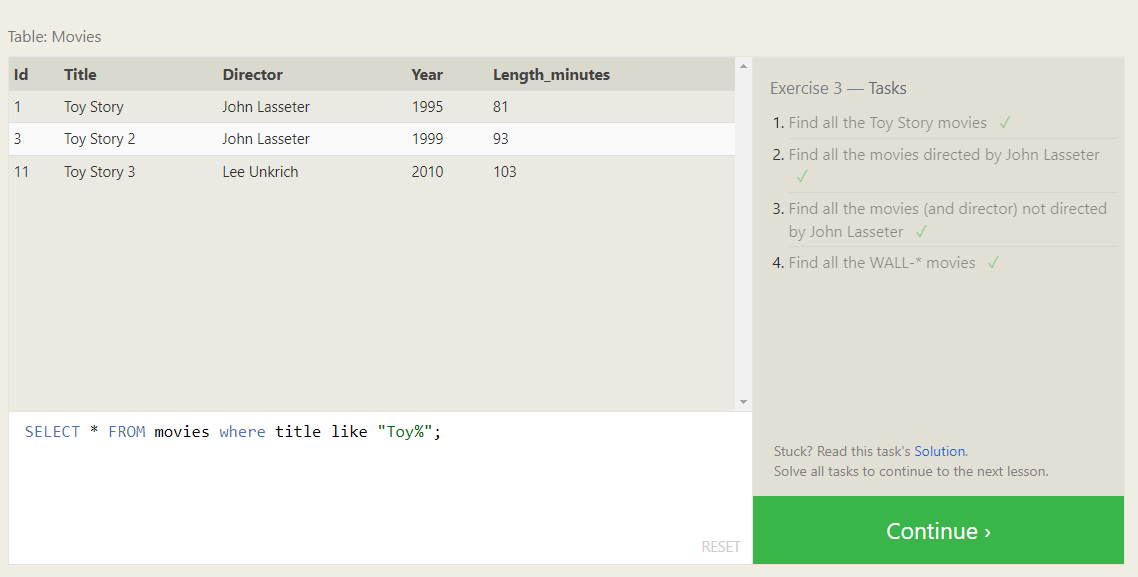 Table: Movies
Id Title Director Year Length_minutes
1 Toy Story John Lasseter 1995 81
3 Toy Story 2 John Lasseter 1999 93
11 Toy Story 3 Lee Unkrich 2010 103
SELECT * FROM movies where title like "Toy%";
RESET
Exercise 3 — Tasks
1. Find all the Toy Story movies ✓
2. Find all the movies directed by John Lasseter
✓
3. Find all the movies (and director) not directed
by John Lasseter ✓
4. Find all the WALL-* movies ✓
Stuck? Read this task's Solution.
Solve all tasks to continue to the next lesson.
Continue ›